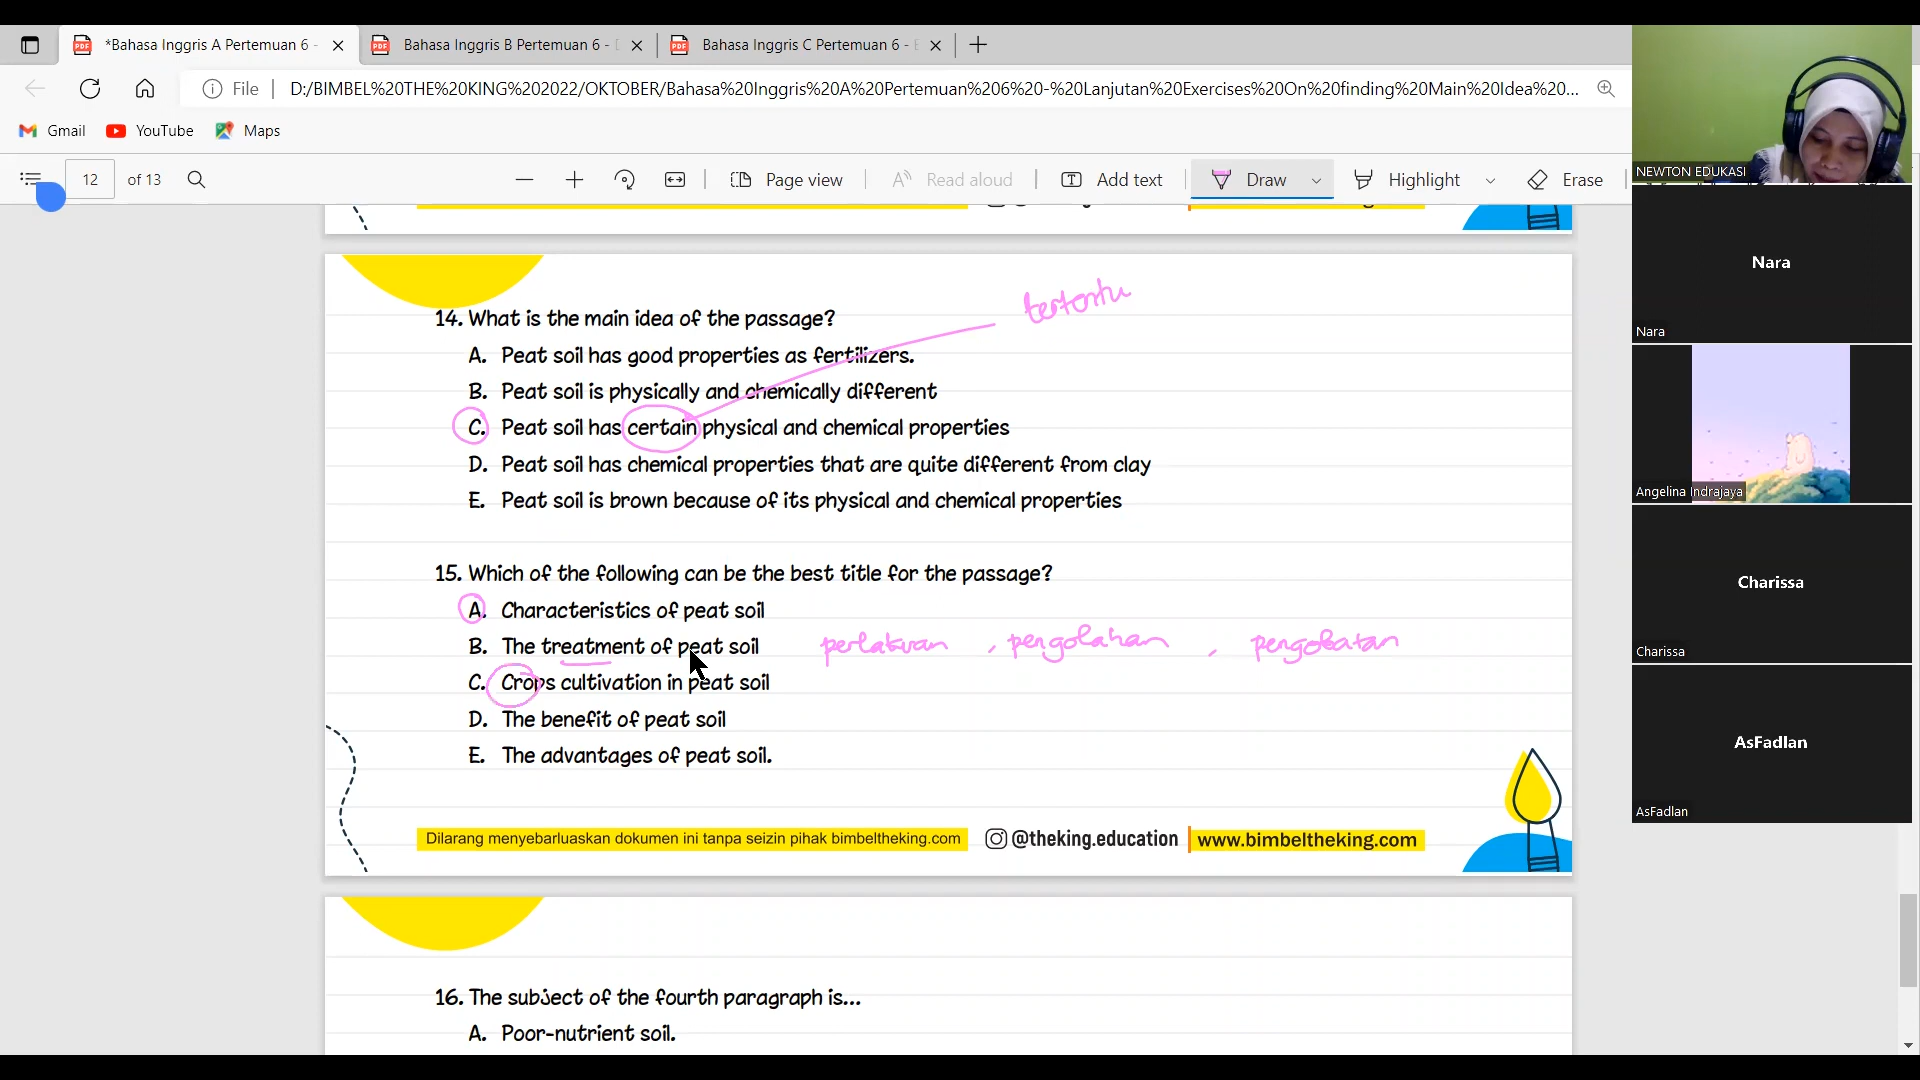 *Bahasa Inggris A Pertemuan 6 -
Bahasa Inggris B Pertemuan 6 -
Bahasa Inggris C Pertemuan 6 -
File
D:/BIMBEL%20THE%20KING%202022/OKTOBER/Bahasa%20Inggris%20A%20Pertemuan%206%20-%20Lanjutan%20Exercises%20On%20finding%20Main%20Idea%20...
Gmail
YouTube
Maps
12 of 13
Page view
Read aloud
Add text
Draw
Highlight
Erase
tertentu
14. What is the main idea of the passage?
A. Peat soil has good properties as fertilizers.
B. Peat soil is physically and chemically different
C. Peat soil has certain physical and chemical properties
D. Peat soil has chemical properties that are quite different from clay
E. Peat soil is brown because of its physical and chemical properties
15. Which of the following can be the best title for the passage?
A. Characteristics of peat soil
B. The treatment of peat soil perlakuan , pengolahan , pengobatan
C. Crops cultivation in peat soil
D. The benefit of peat soil
E. The advantages of peat soil.
Dilarang menyebarluaskan dokumen ini tanpa seizin pihak bimbeltheking.com
@theking.education
www.bimbeltheking.com
16. The subject of the fourth paragraph is...
A. Poor-nutrient soil.
NEWTON EDUKASI
Nara
Nara
Angelina Indrajaya
Charissa
Charissa
AsFadlan
AsFadlan